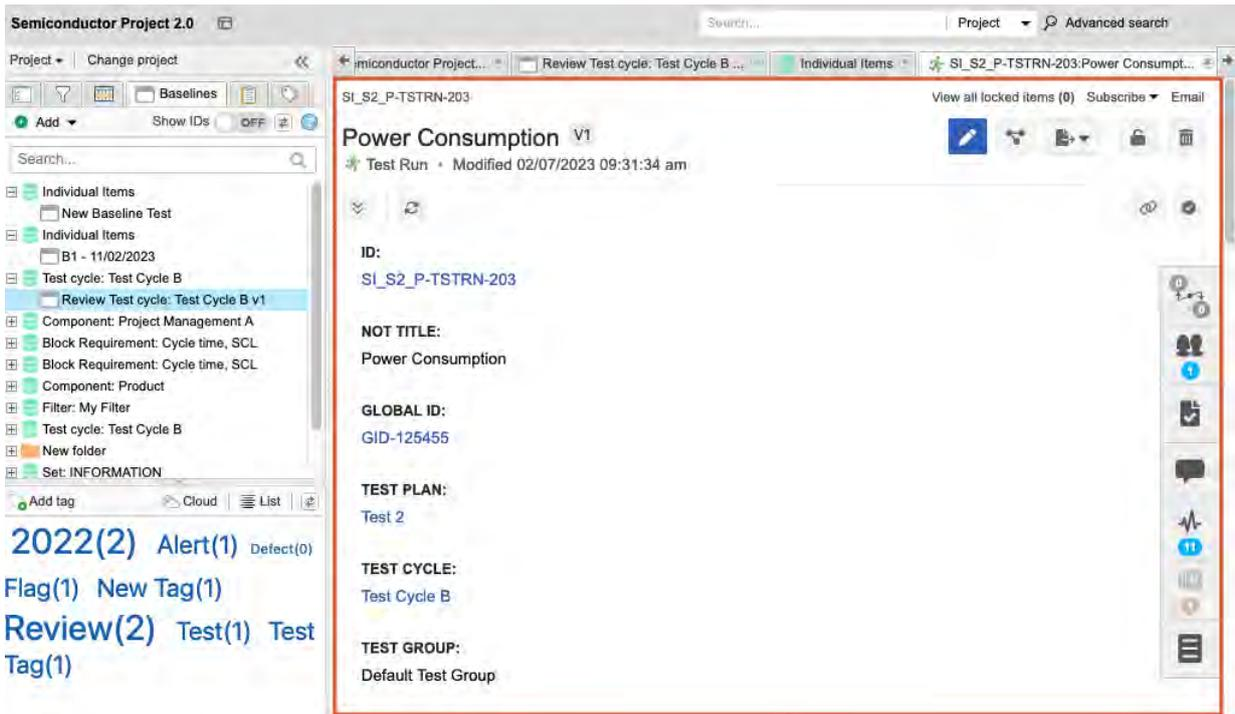 Semiconductor Project 2.0
Search...
Project
Advanced search
Project
Change project
Baselines
Add
Show IDs
OFF
Search...
Individual Items
New Baseline Test
Individual Items
B1 - 11/02/2023
Test cycle: Test Cycle B
Review Test cycle: Test Cycle B v1
Component: Project Management A
Block Requirement: Cycle time, SCL
Block Requirement: Cycle time, SCL
Component: Product
Filter: My Filter
Test cycle: Test Cycle B
New folder
Set: INFORMATION
Add tag
Cloud
List
2022(2) Alert(1) Defect(0)
Flag(1) New Tag(1)
Review(2) Test(1) Test
Tag(1)
miconductor Project...
Review Test cycle: Test Cycle B ...
Individual Items
SI_S2_P-TSTRN-203:Power Consumpt...
SI_S2_P-TSTRN-203
View all locked items (0) Subscribe Email
Power Consumption V1
Test Run • Modified 02/07/2023 09:31:34 am
ID:
SI_S2_P-TSTRN-203
NOT TITLE:
Power Consumption
GLOBAL ID:
GID-125455
TEST PLAN:
Test 2
TEST CYCLE:
Test Cycle B
TEST GROUP:
Default Test Group
0
0
1
11